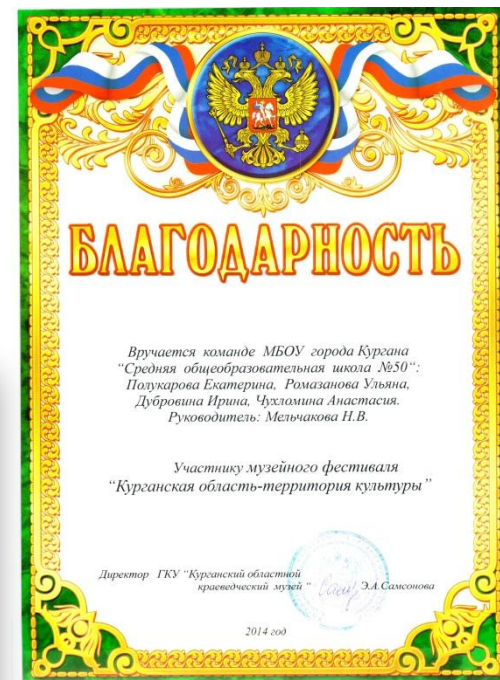 БЛАГОДАРНОСТЬ
Вручается команде МБОУ города Кургана
"Средняя общеобразовательная школа №50":
Полукарова Екатерина, Ромазанова Ульяна,
Дубровина Ирина, Чухломина Анастасия.
Руководитель: Мельчакова Н.В.
Участнику музейного фестиваля
"Курганская область-территория культуры"
Директор ГКУ "Курганский областной
краеведческий музей" Э.А.Самсонова
2014 год